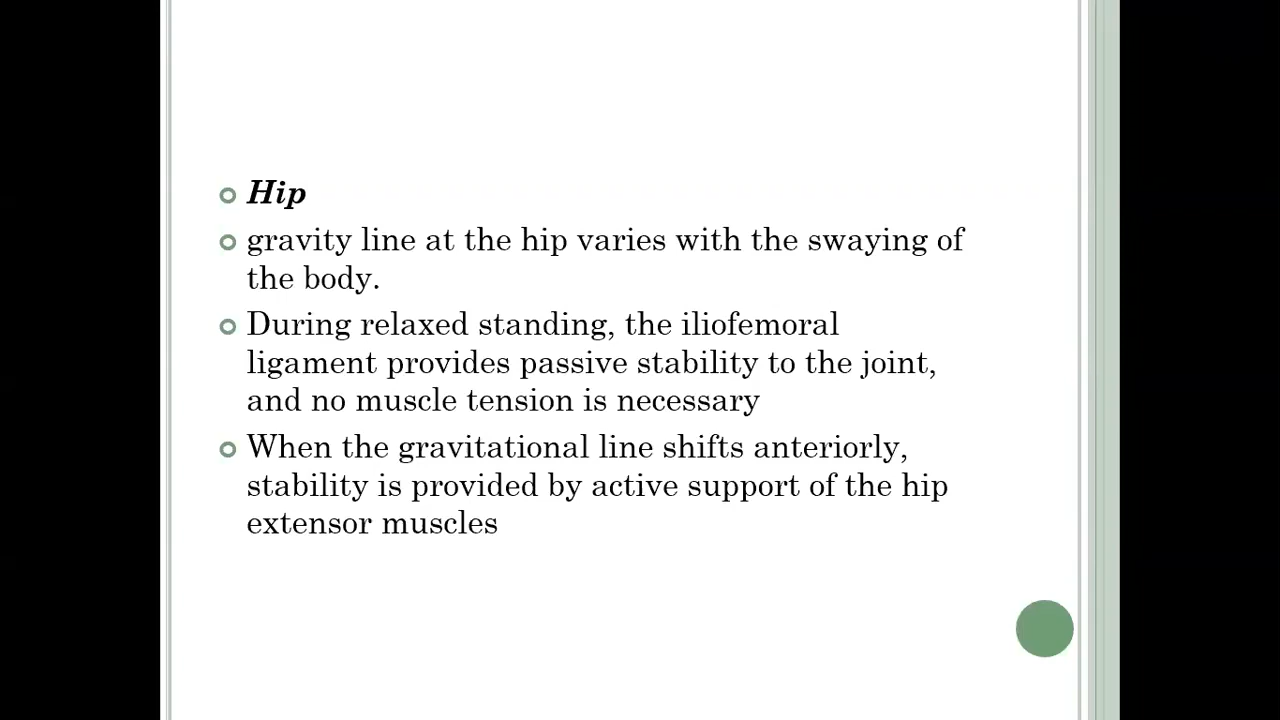 Hip
gravity line at the hip varies with the swaying of
the body.
During relaxed standing, the iliofemoral
ligament provides passive stability to the joint,
and no muscle tension is necessary
When the gravitational line shifts anteriorly,
stability is provided by active support of the hip
extensor muscles